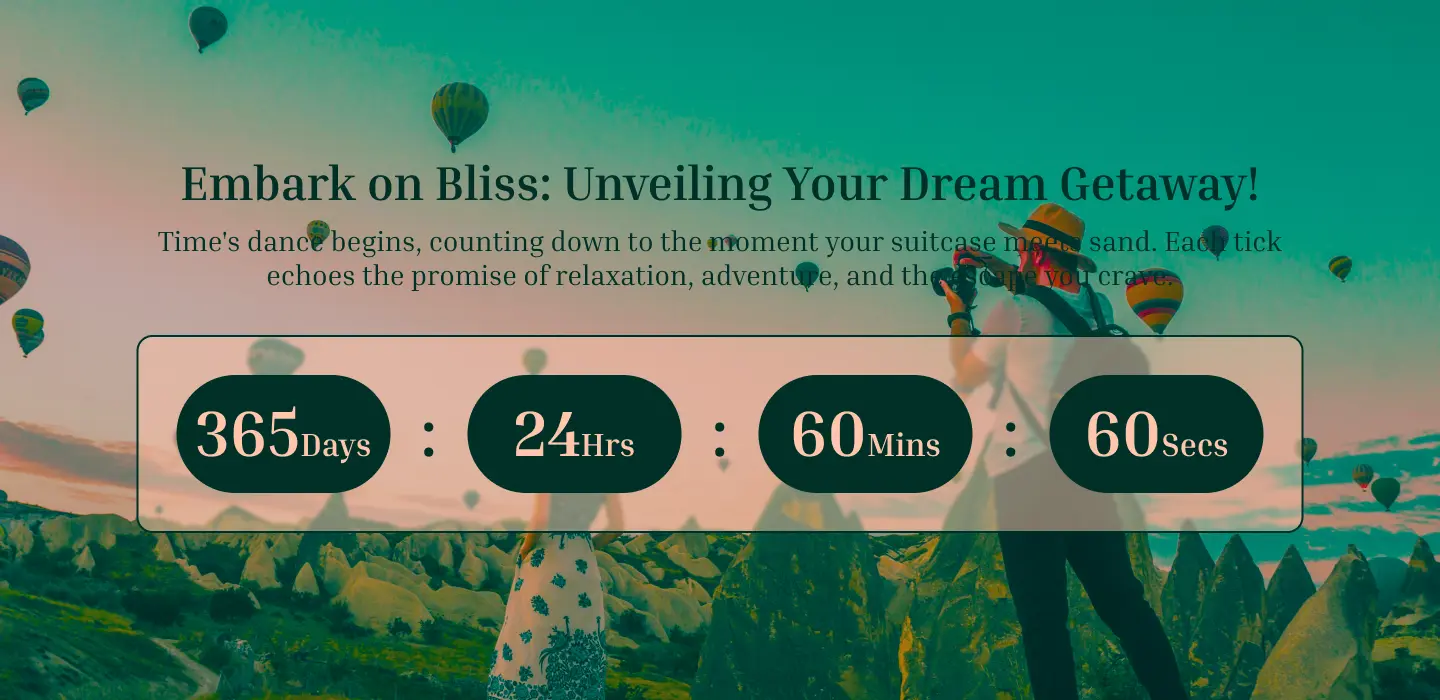 Embark on Bliss: Unveiling Your Dream Getaway!
Time's dance begins, counting down to the moment your suitcase meets sand. Each tick
echoes the promise of relaxation, adventure, and the escape you crave.
365Days : 24Hrs : 60Mins : 60Secs